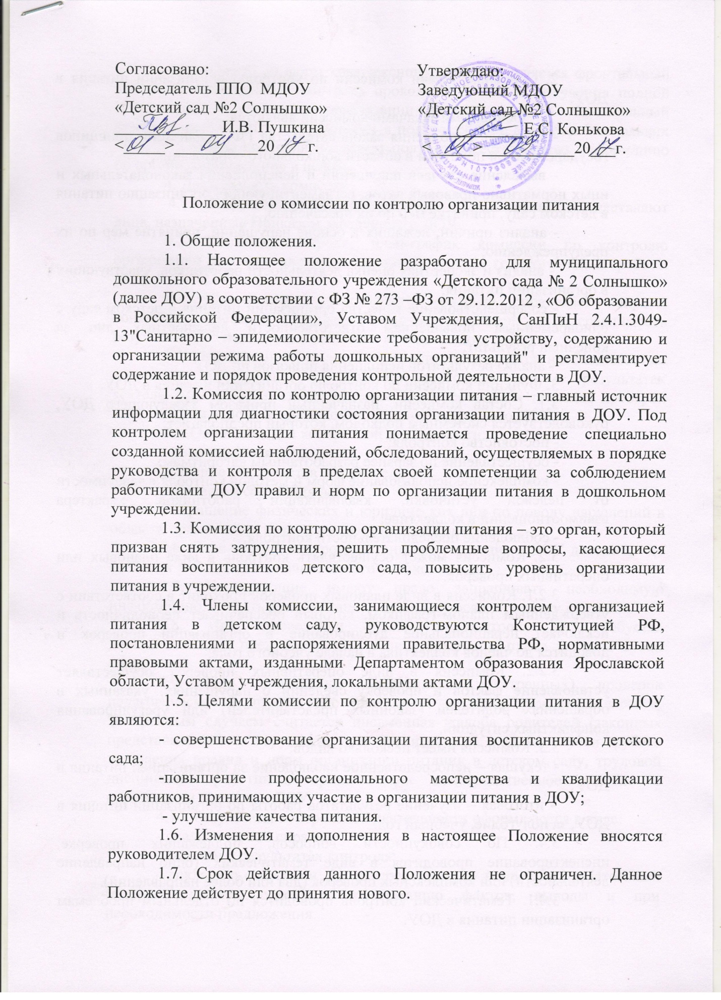 Согласовано:
Председатель ППО  МДОУ
«Детский сад №2 Солнышко»
И.В. Пушкина
<01>  09  2017 г.
Утверждаю:
Заведующий МДОУ
«Детский сад №2 Солнышко»
Е.С. Конькова
<01>  09  2017 г.
«Детский
сад №2
Солнышко»
Положение о комиссии по контролю организации питания
1. Общие положения.
1.1. Настоящее положение разработано для муниципального
дошкольного образовательного учреждения «Детского сада № 2 Солнышко»
(далее ДОУ) в соответствии с ФЗ № 273 –ФЗ от 29.12.2012 , «Об образовании
в Российской Федерации», Уставом Учреждения, СанПиН 2.4.1.3049-
13"Санитарно – эпидемиологические требования устройству, содержанию и
организации режима работы дошкольных организаций" и регламентирует
содержание и порядок проведения контрольной деятельности в ДОУ.
1.2. Комиссия по контролю организации питания – главный источник
информации для диагностики состояния организации питания в ДОУ. Под
контролем организации питания понимается проведение специально
созданной комиссией наблюдений, обследований, осуществляемых в порядке
руководства и контроля в пределах своей компетенции за соблюдением
работниками ДОУ правил и норм по организации питания в дошкольном
учреждении.
1.3. Комиссия по контролю организации питания – это орган, который
призван снять затруднения, решить проблемные вопросы, касающиеся
питания воспитанников детского сада, повысить уровень организации
питания в учреждении.
1.4. Члены комиссии, занимающиеся контролем организацией
питания в детском саду, руководствуются Конституцией РФ,
постановлениями и распоряжениями правительства РФ, нормативными
правовыми актами, изданными Департаментом образования Ярославской
области, Уставом учреждения, локальными актами ДОУ.
1.5. Целями комиссии по контролю организации питания в ДОУ
являются:
- совершенствование организации питания воспитанников детского
сада;
-повышение профессионального мастерства и квалификации
работников, принимающих участие в организации питания в ДОУ;
- улучшение качества питания.
1.6. Изменения и дополнения в настоящее Положение вносятся
руководителем ДОУ.
1.7. Срок действия данного Положения не ограничен. Данное
Положение действует до принятия нового.